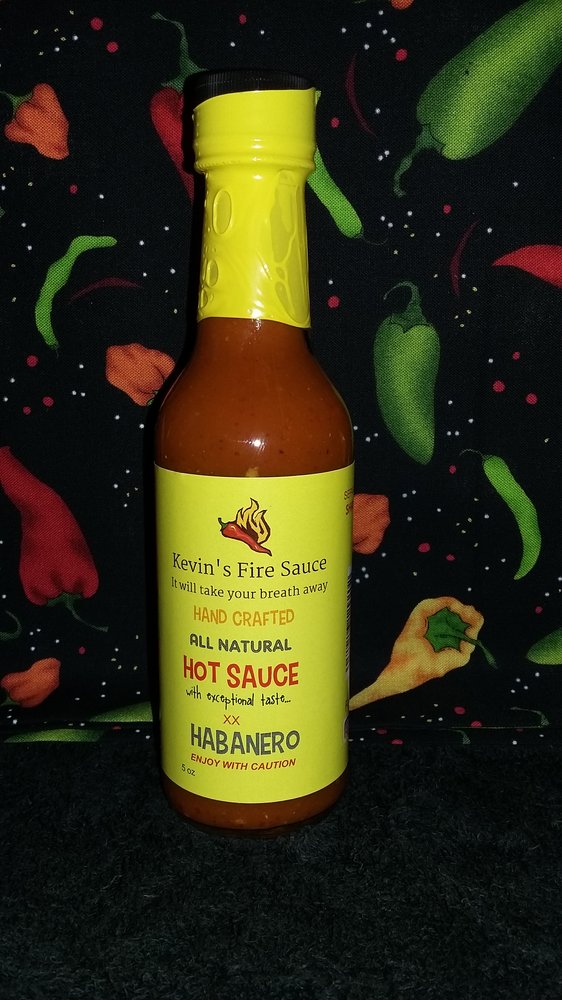 Kevin's Fire Sauce
It will take your breath away
HAND CRAFTED
ALL NATURAL
HOT SAUCE
with exceptional taste...
XX
HABANERO
ENJOY WITH CAUTION
5 oz